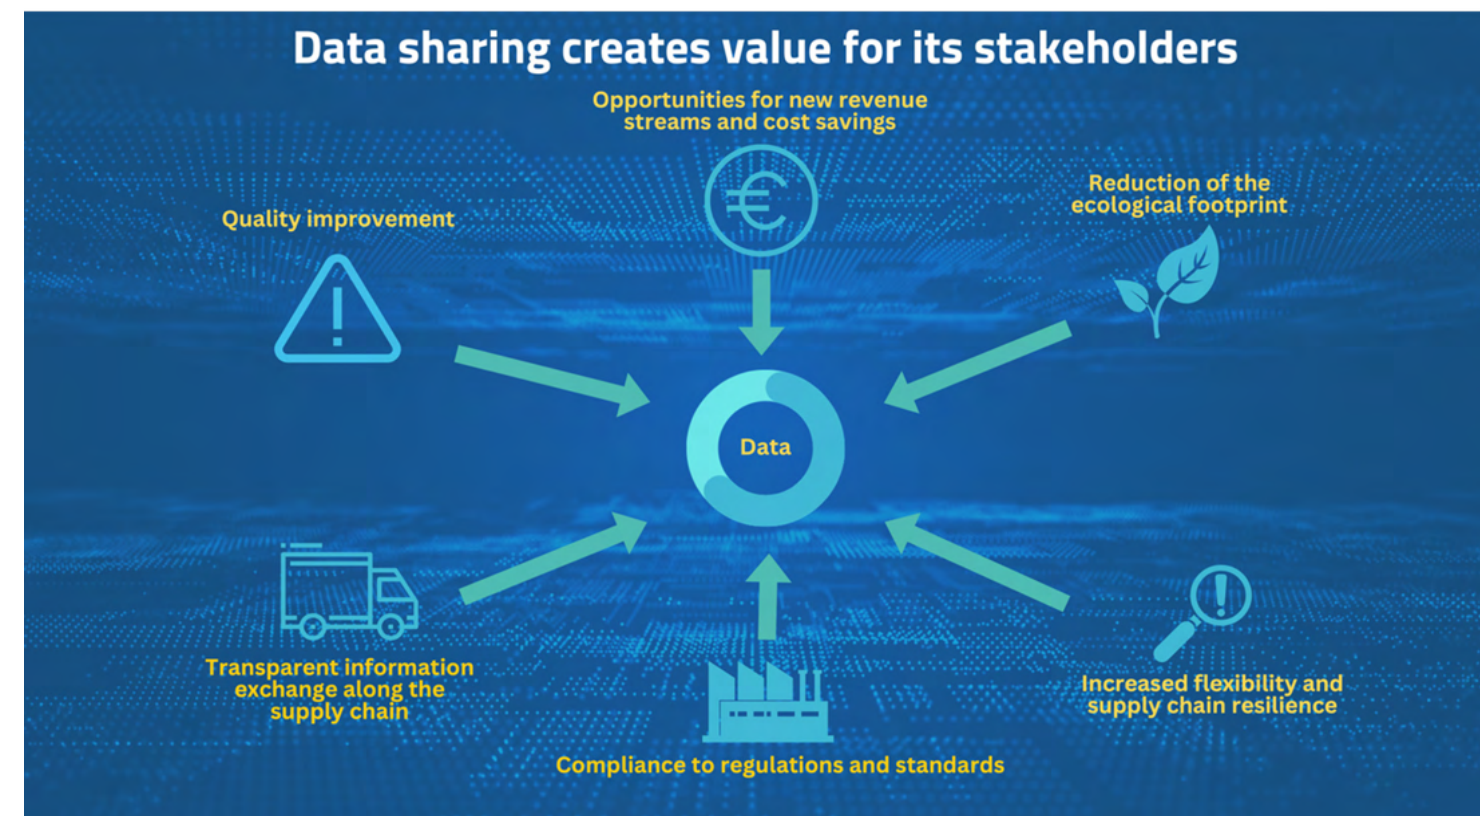 Data sharing creates value for its stakeholders
Opportunities for new revenue
streams and cost savings
Reduction of the
ecological footprint
Quality improvement
Data
Transparent information
exchange along the
supply chain
Increased flexibility and
supply chain resilience
Compliance to regulations and standards